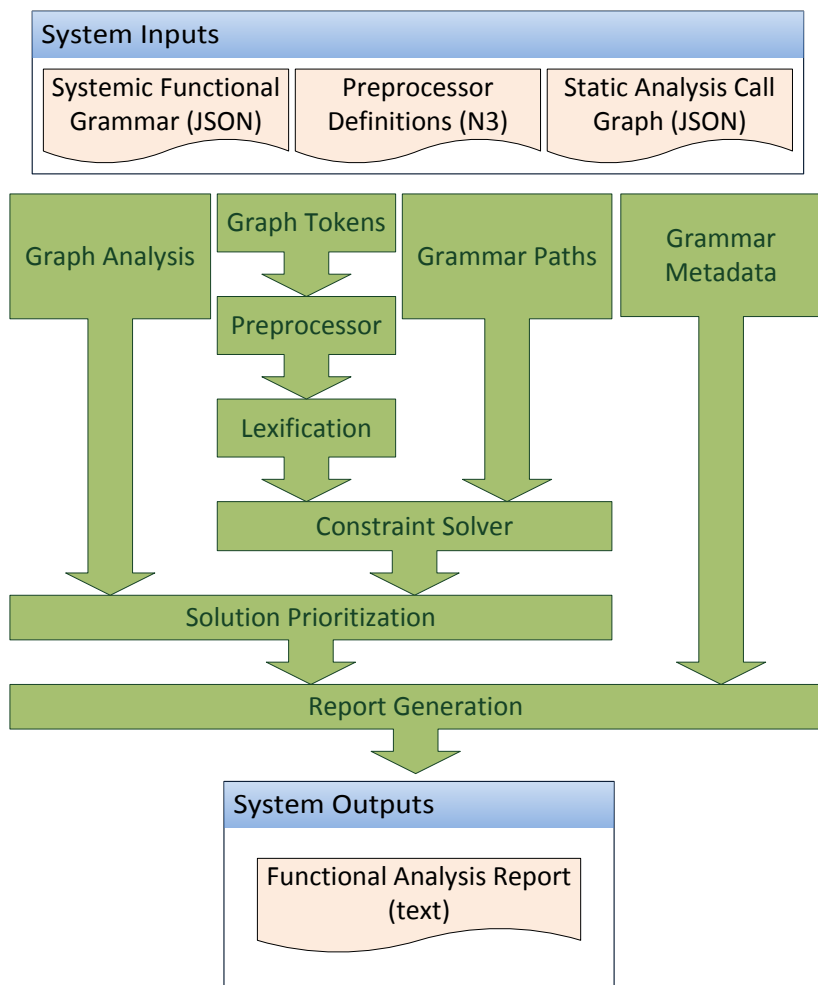 System Inputs
Systemic Functional
Grammar (JSON)
Preprocessor
Definitions (N3)
Static Analysis Call
Graph (JSON)
Graph Analysis
Graph Tokens
Grammar Paths
Grammar
Metadata
Preprocessor
Lexification
Constraint Solver
Solution Prioritization
Report Generation
System Outputs
Functional Analysis Report
(text)